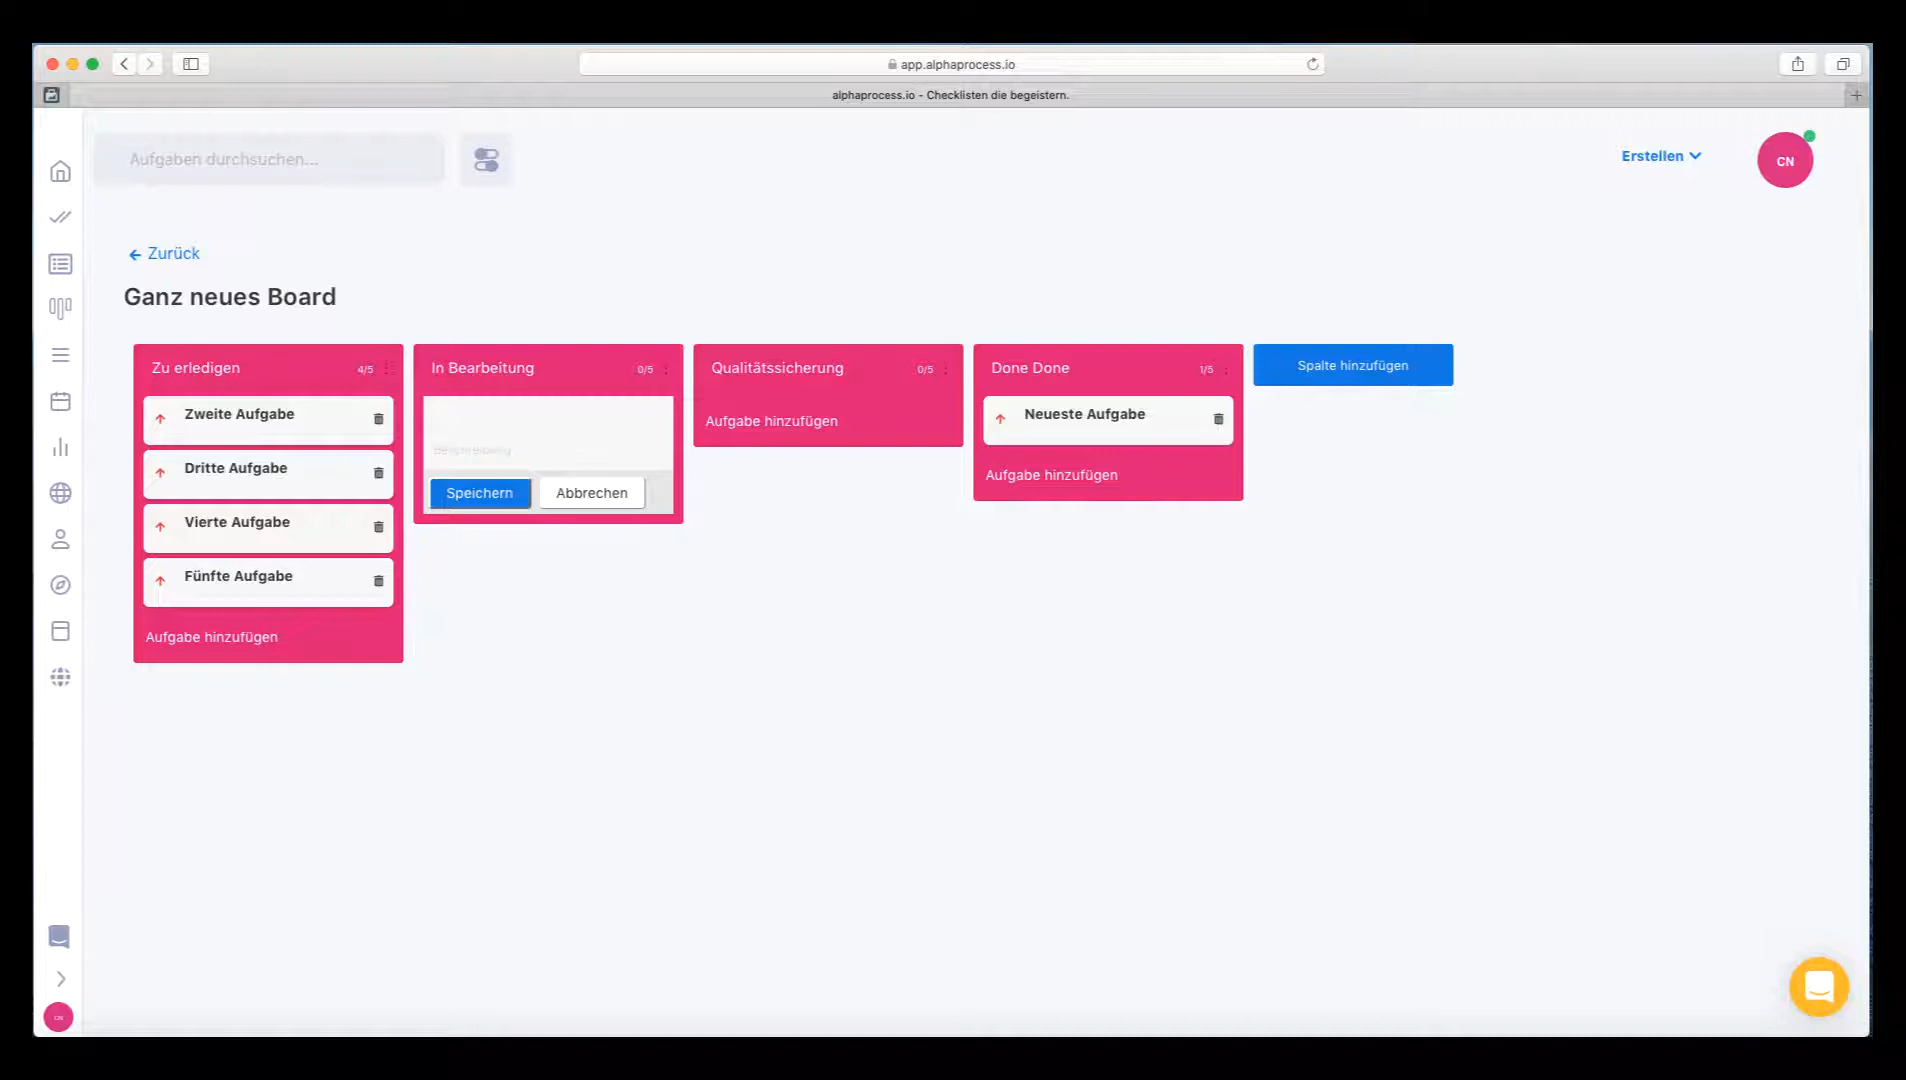 app.alphaprocess.io
alphaprocess.io - Checklisten die begeistern.
Aufgaben durchsuchen...
Erstellen
CN
Zurück
Ganz neues Board
Zu erledigen 4/5
Zweite Aufgabe
Dritte Aufgabe
Vierte Aufgabe
Fünfte Aufgabe
Aufgabe hinzufügen
In Bearbeitung 0/5
Beschreibung
Speichern Abbrechen
Qualitätssicherung 0/5
Aufgabe hinzufügen
Done Done 1/5
Neueste Aufgabe
Aufgabe hinzufügen
Spalte hinzufügen
CN